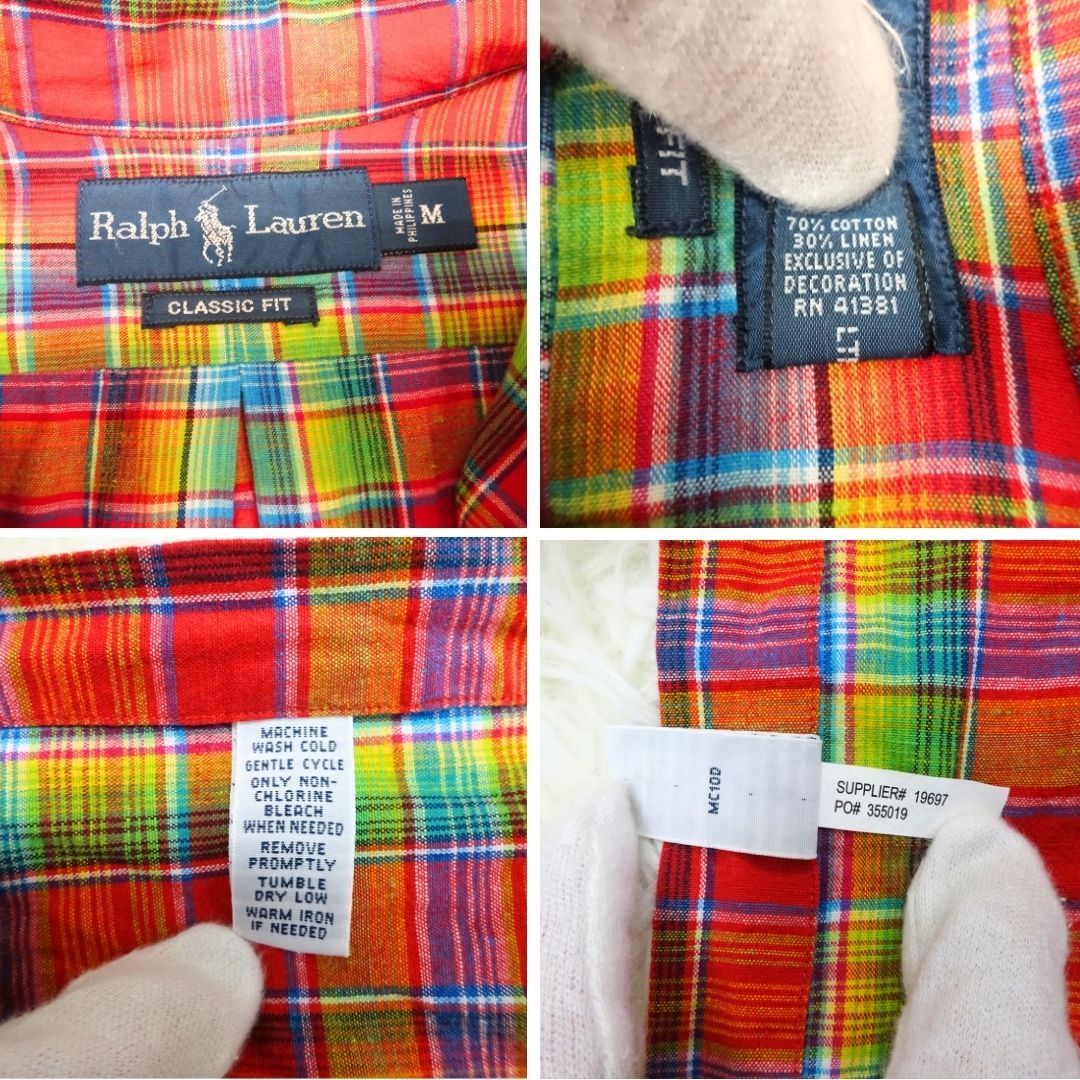 Ralph Lauren
MADE IN
PHILIPPINES
M
CLASSIC FIT
FIT
70% COTTON
30% LINEN
EXCLUSIVE OF
DECORATION
RN 41381
MACHINE
WASH COLD
GENTLE CYCLE
ONLY NON-
CHLORINE
BLEACH
WHEN NEEDED
REMOVE
PROMPTLY
TUMBLE
DRY LOW
WARM IRON
IF NEEDED
MC10D
SUPPLIER# 19697
PO# 355019